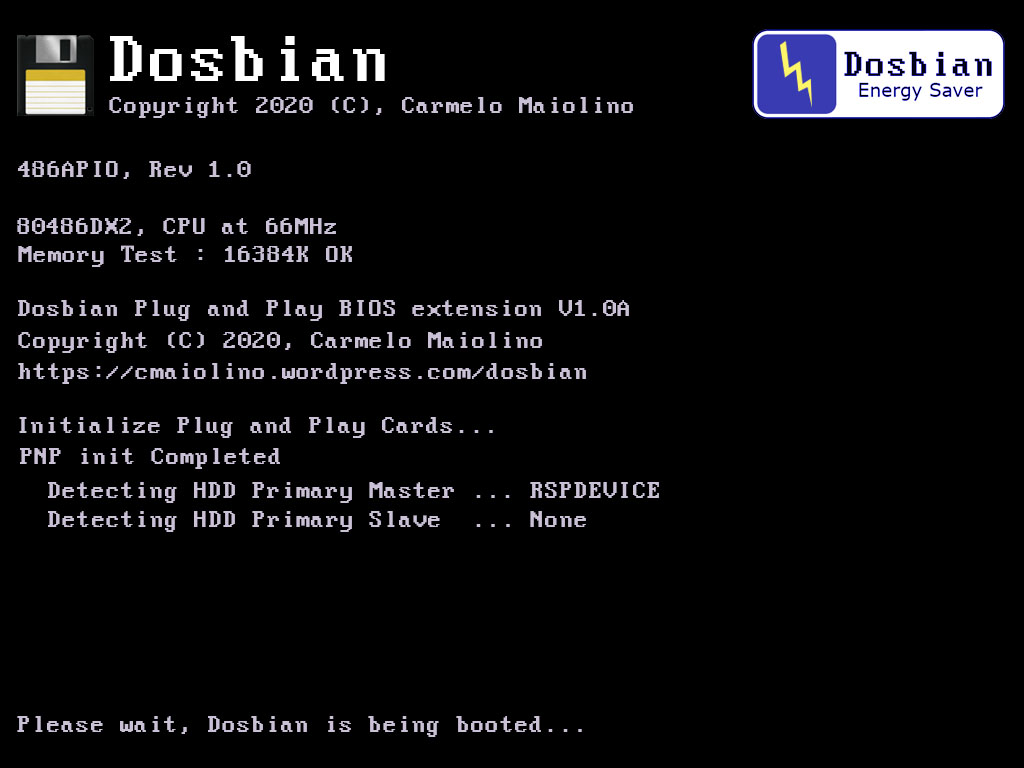 Dosbian
Copyright 2020 (C), Carmelo Maiolino
Dosbian
Energy Saver
486APIO, Rev 1.0
80486DX2, CPU at 66MHz
Memory Test : 16384K OK
Dosbian Plug and Play BIOS extension V1.0A
Copyright (C) 2020, Carmelo Maiolino
https://cmaiolino.wordpress.com/dosbian
Initialize Plug and Play Cards...
PNP init Completed
Detecting HDD Primary Master ... RSPDEVICE
Detecting HDD Primary Slave ... None
Please wait, Dosbian is being booted...